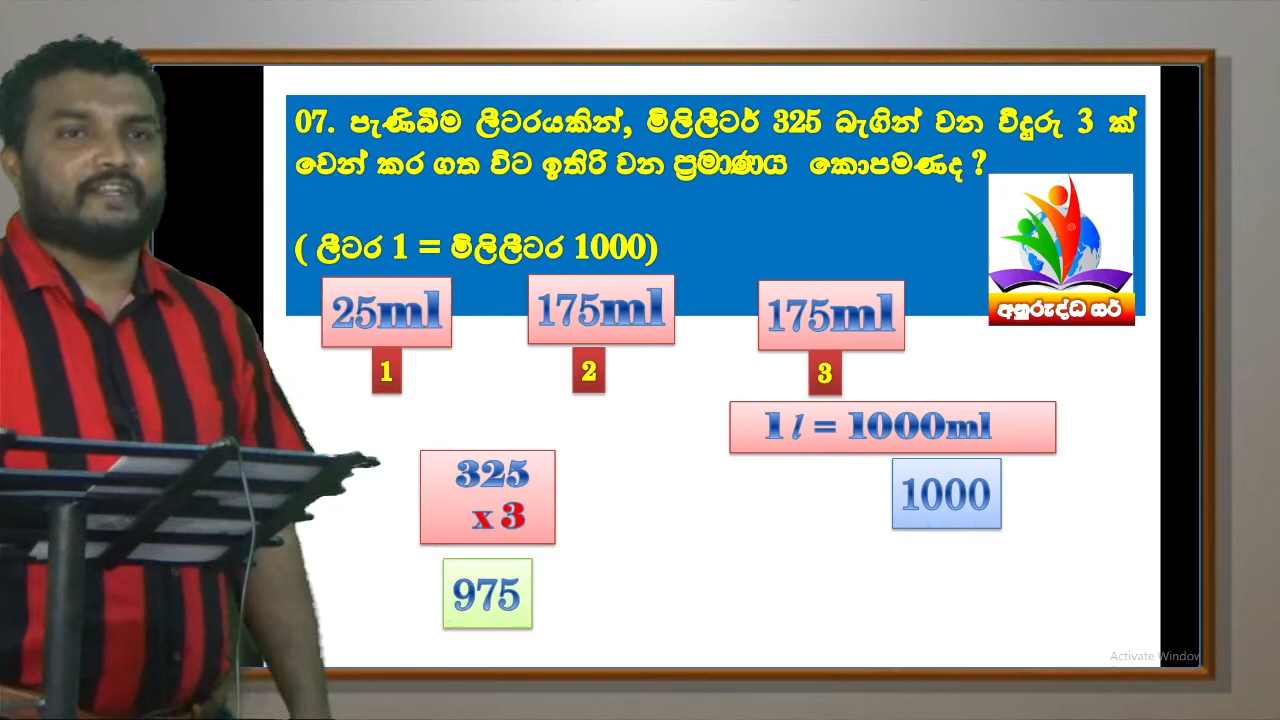 07. පැණිබීම ලීටරයකින්, මිලිලීටර් 325 බැගින් වන වීදුරු 3 ක්
වෙන් කර ගත විට ඉතිරි වන ප්‍රමාණය කොපමණද ?
( ලීටර 1 = මිලිලීටර 1000)
අනුරුද්ධ සර්
25ml
175ml
175ml
1
2
3
1 l = 1000ml
325
x 3
1000
975
Activate Window